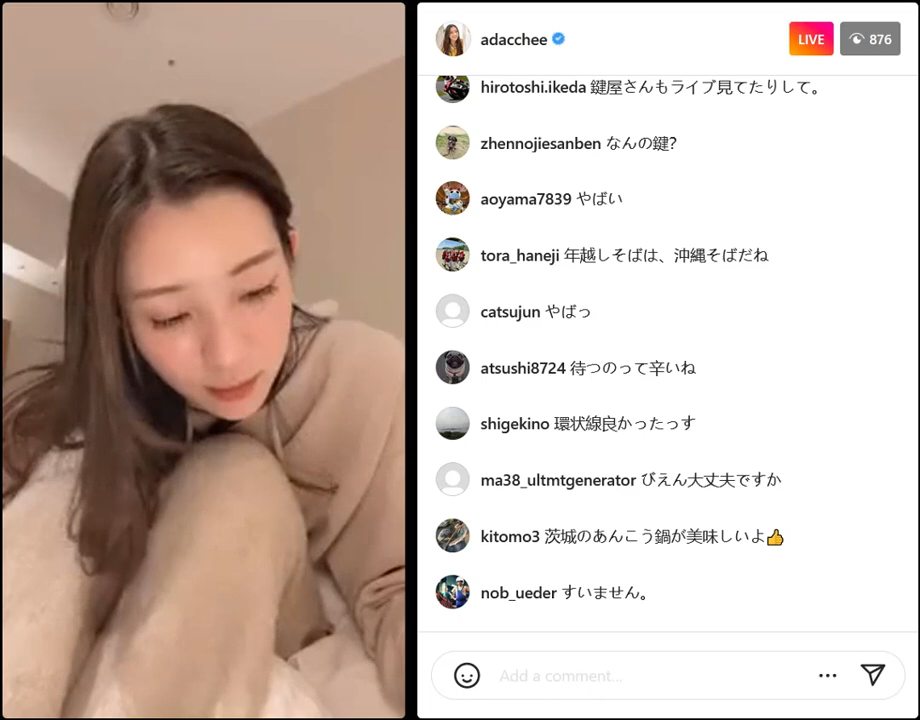 adacchee
LIVE
876
hirotoshi.ikeda 鍵屋さんもライブ見てたりして。
zhennojiesanben なんの鍵?
aoyama7839 やばい
tora_haneji 年越しそばは、沖縄そばだね
catsujun やばっ
atsushi8724 待つのって辛いね
shigekino 環状線良かったっす
ma38_ultmtgenerator びえん大丈夫ですか
kitomo3 茨城のあんこう鍋が美味しいよ👍
nob_ueder すいません。
Add a comment...